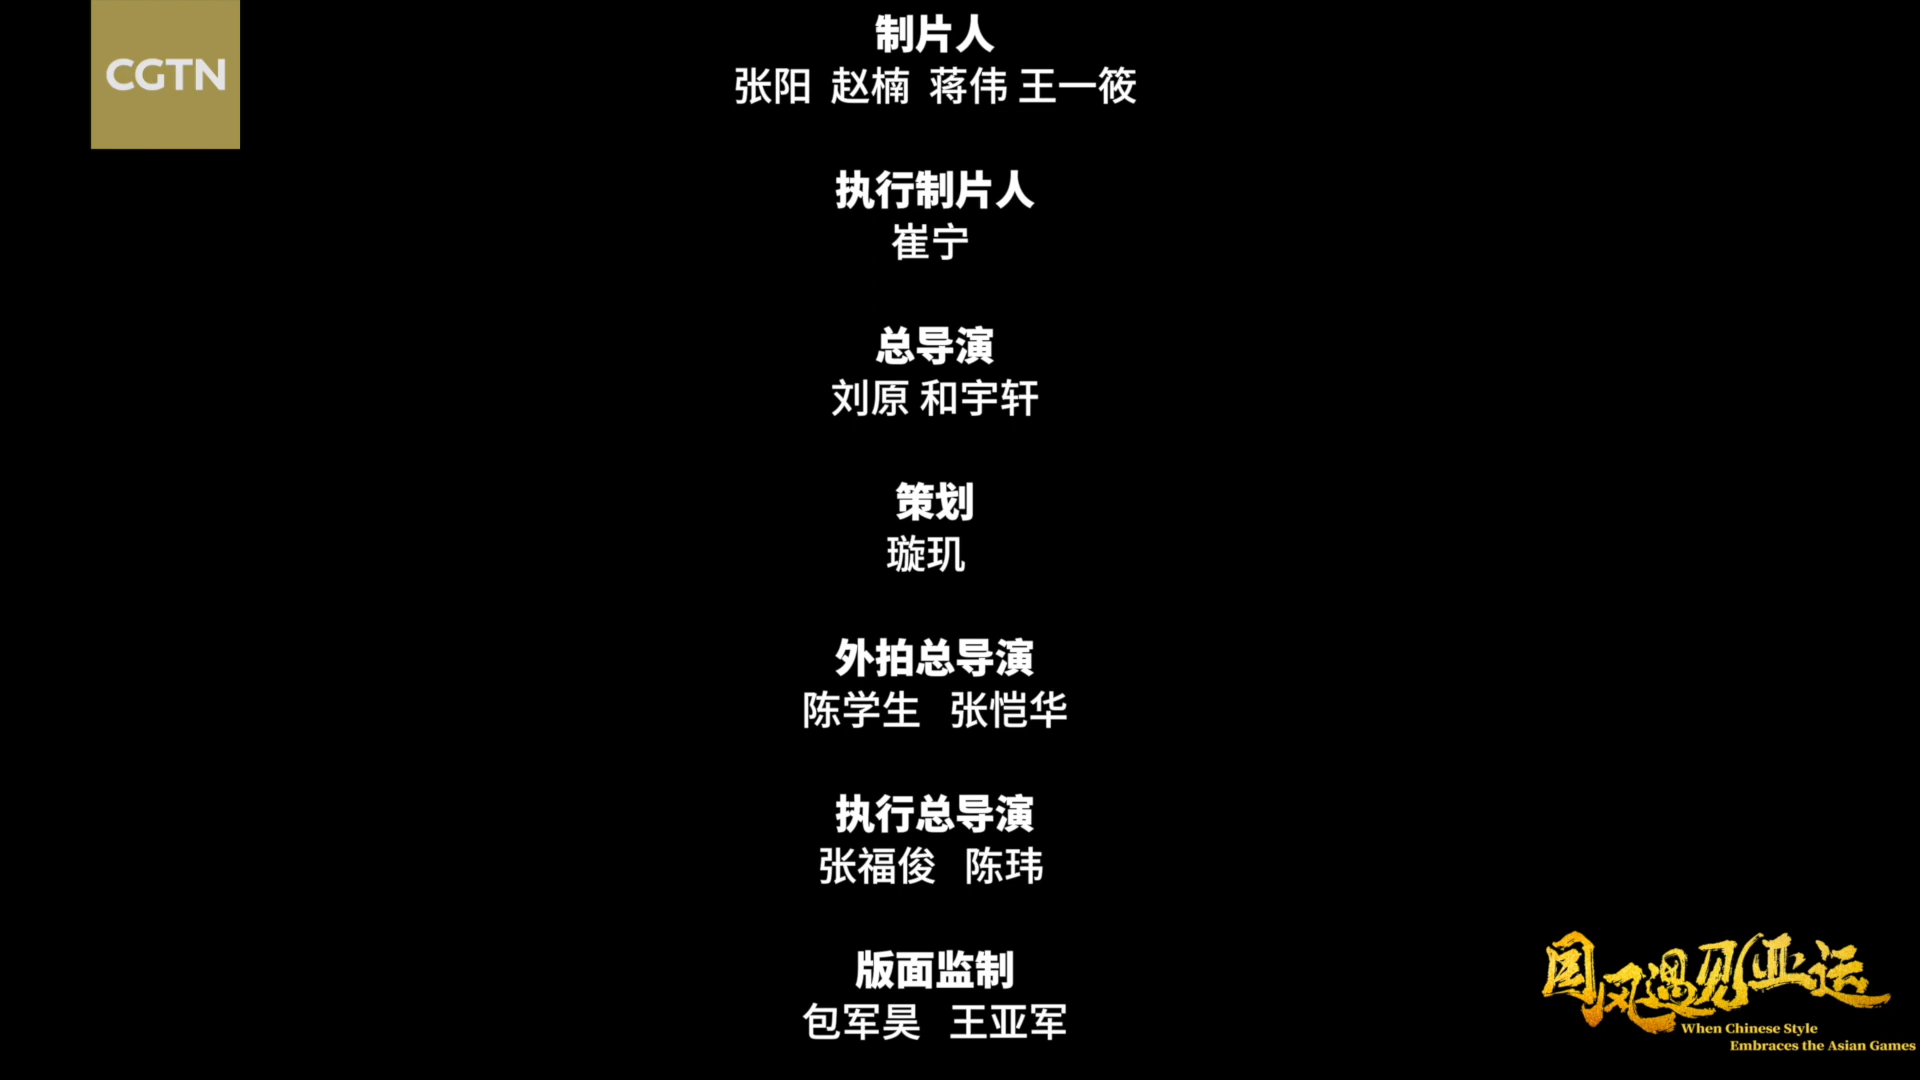 CGTN
制片人
张阳 赵楠 蒋伟 王一筱
执行制片人
崔宁
总导演
刘原 和宇轩
策划
璇玑
外拍总导演
陈学生 张恺华
执行总导演
张福俊 陈玮
版面监制
包军昊 王亚军
国风遇见亚运
When Chinese Style
Embraces the Asian Games